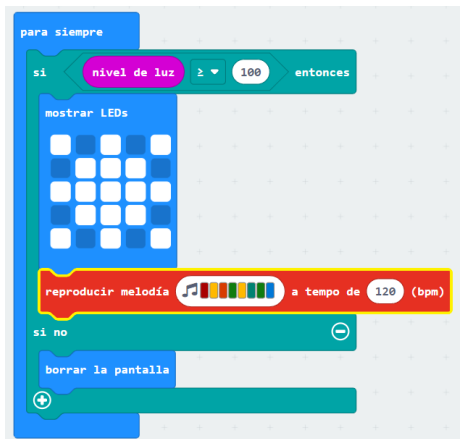 para siempre
si nivel de luz ≥ 100 entonces
mostrar LEDs
reproducir melodía a tempo de 120 (bpm)
si no
borrar la pantalla